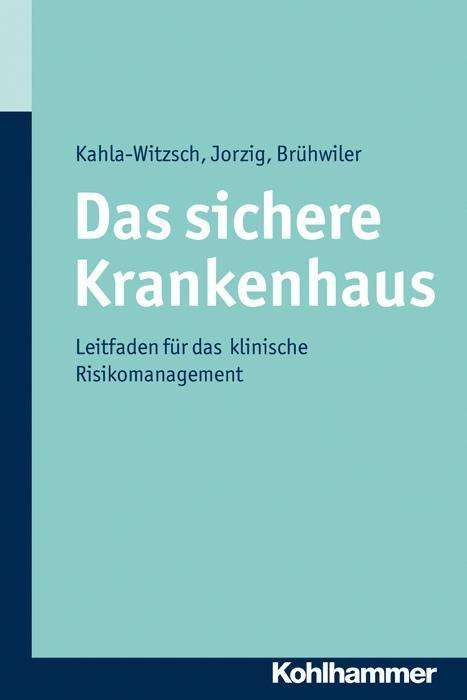 Kahla-Witzsch, Jorzig, Brühwiler
Das sichere
Krankenhaus
Leitfaden für das klinische
Risikomanagement
Kohlhammer